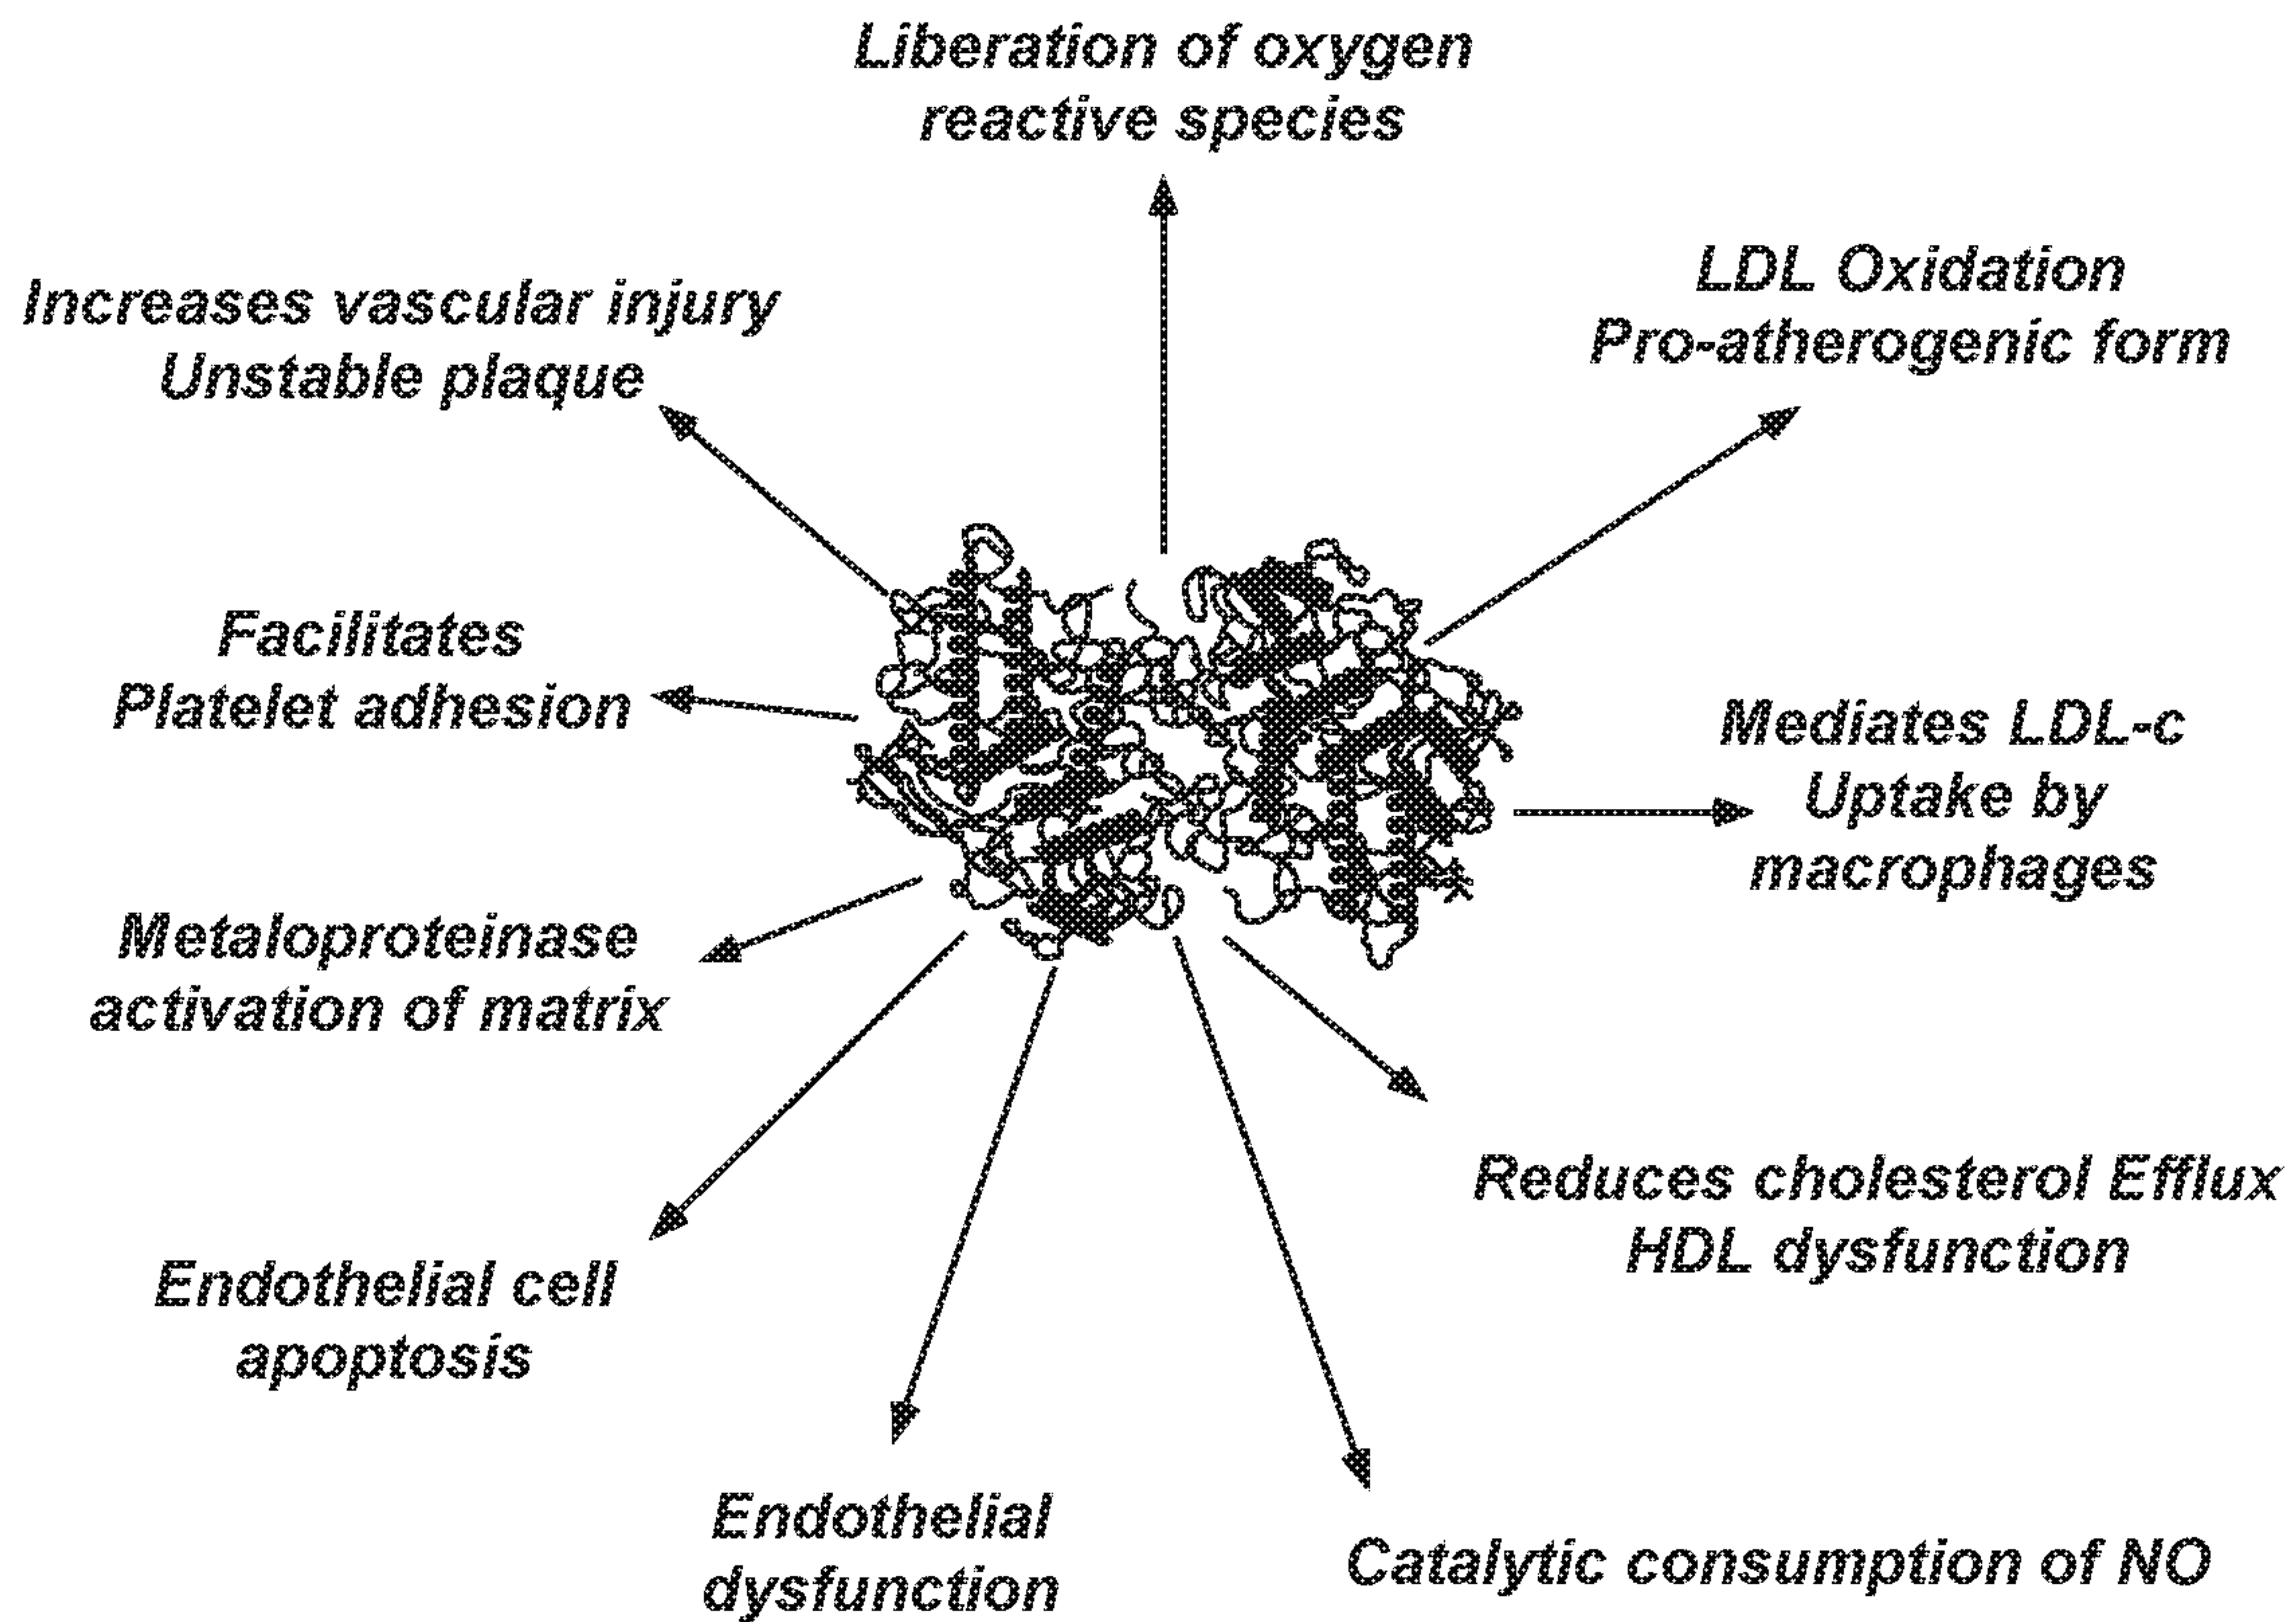 Liberation of oxygen
reactive species
Increases vascular injury
Unstable plaque
LDL Oxidation
Pro-atherogenic form
Facilitates
Platelet adhesion
Mediates LDL-c
Uptake by
macrophages
Metaloproteinase
activation of matrix
Reduces cholesterol Efflux
HDL dysfunction
Endothelial cell
apoptosis
Endothelial
dysfunction
Catalytic consumption of NO